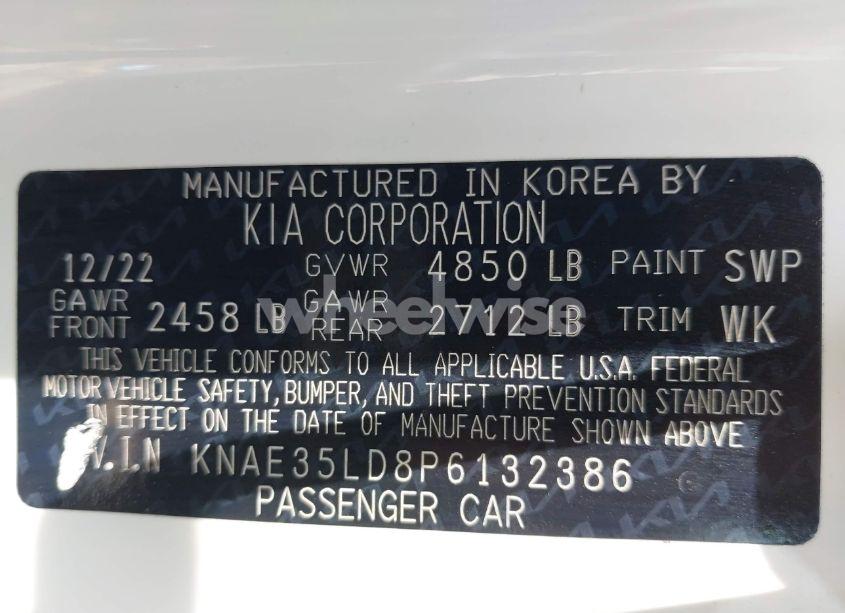 MANUFACTURED IN KOREA BY
KIA CORPORATION
12/22 GVWR 4850 LB PAINT SWP
GAWR FRONT 2458 LB GAWR REAR 2712 LB TRIM WK
THIS VEHICLE CONFORMS TO ALL APPLICABLE U.S.A. FEDERAL
MOTOR VEHICLE SAFETY, BUMPER, AND THEFT PREVENTION STANDARDS
IN EFFECT ON THE DATE OF MANUFACTURE SHOWN ABOVE
V.I.N KNAE35LD8P6132386
PASSENGER CAR
wheelwise